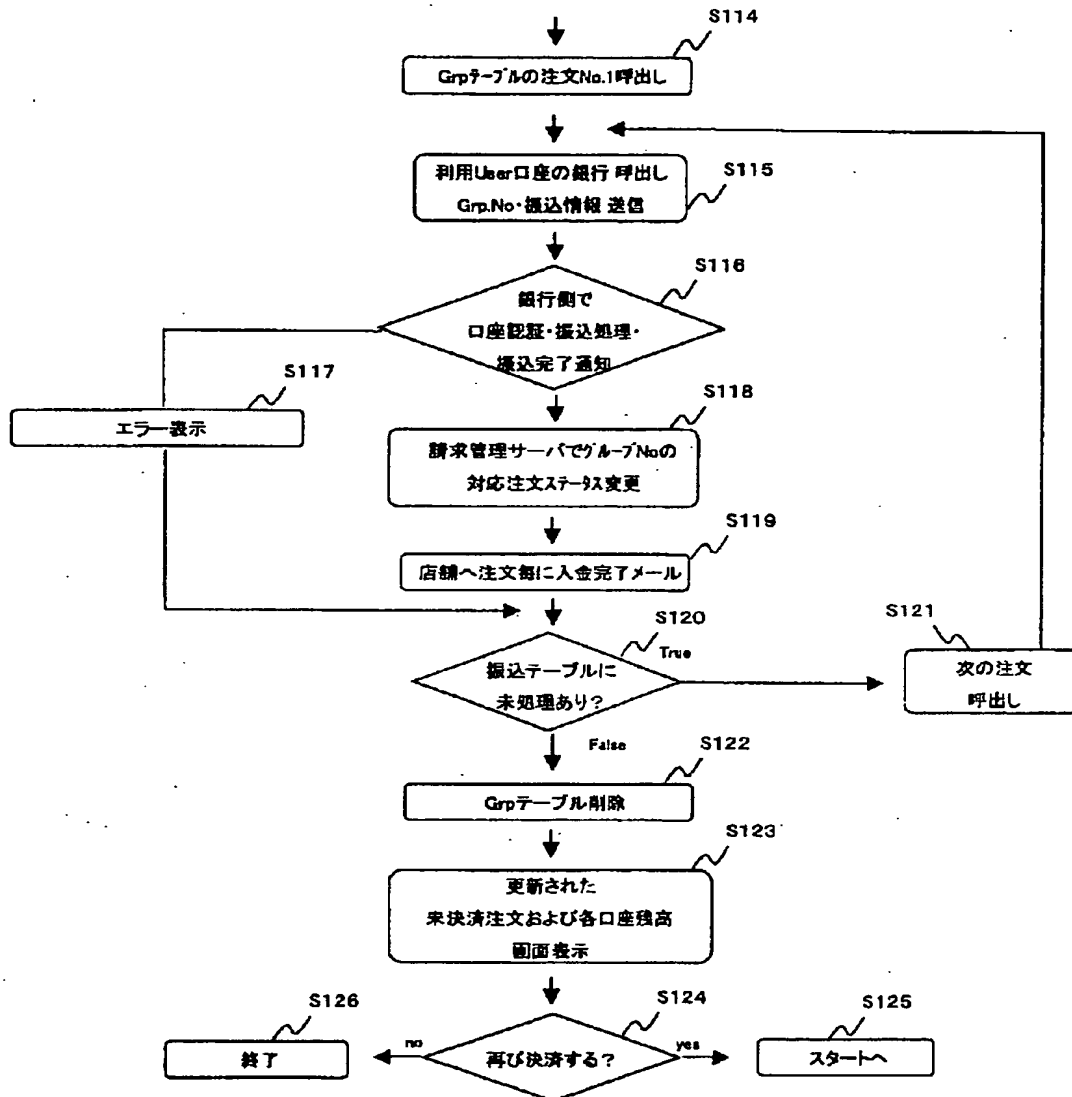 S114
Grpテーブルの注文No.1呼出し
S115
利用User口座の銀行 呼出し
Grp.No・振込情報 送信
S116
銀行側で
口座認証・振込処理・
振込完了通知
S117
エラー表示
S118
請求管理サーバでグループNoの
対応注文ステータス変更
S119
店舗へ注文毎に入金完了メール
S120
True
振込テーブルに
未処理あり?
S121
次の注文
呼出し
False
S122
Grpテーブル削除
S123
更新された
未決済注文および各口座残高
画面表示
S124
再び決済する?
no
yes
S126
終了
S125
スタートへ